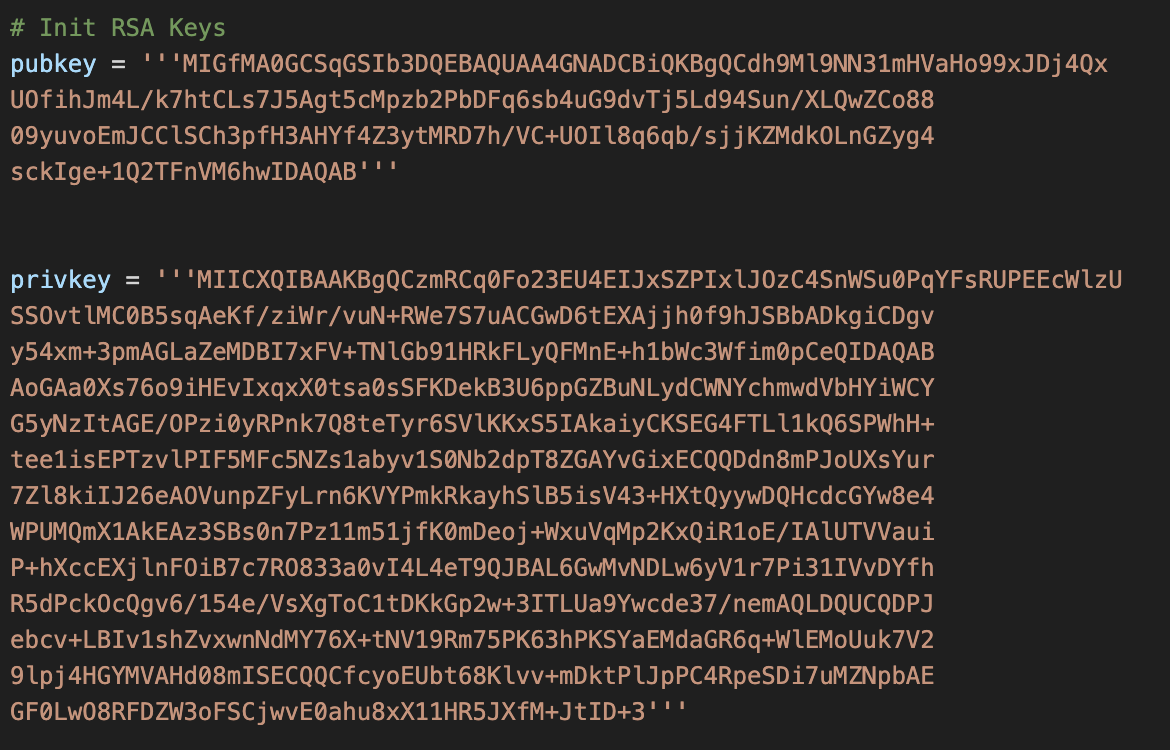 # Init RSA Keys
pubkey = '''MIGfMA0GCSqGSIb3DQEBAQUAA4GNADCBiQKBgQCdh9Ml9NN31mHVaHo99xJDj4Qx
UOfihJm4L/k7htCLs7J5Agt5cMpzb2PbDFq6sb4uG9dvTj5Ld94Sun/XLQwZCo88
09yuvoEmJCClSCh3pfH3AHYf4Z3ytMRD7h/VC+UOIl8q6qb/sjjKZMdkOLnGZyg4
sckIge+1Q2TFnVM6hwIDAQAB'''
privkey = '''MIICXQIBAAKBgQCzmRCq0Fo23EU4EIJxSZPIxlJOzC4SnWSu0PqYFsRUPEEcWlzU
SSOvtlMC0B5sqAeKf/ziWr/vuN+RWe7S7uACGwD6tEXAjjh0f9hJSBbADkgiCDgv
y54xm+3pmAGLaZeMDBI7xFV+TNlGb91HRkFLyQFMnE+h1bWc3Wfim0pCeQIDAQAB
AoGAa0Xs76o9iHEvIxqxX0tsa0sSFKDekB3U6ppGZBuNLydCWNYchmwdVbHYiWCY
G5yNzItAGE/OPzi0yRPnk7Q8teTyr6SVlKKxS5IAkaiyCKSEG4FTLl1kQ6SPWhH+
tee1isEPTzvlPIF5MFc5NZs1abyv1S0Nb2dpT8ZGAYvGixECQQDdn8mPJoUXsYur
7Zl8kiIJ26eAOVunpZFyLrn6KVYPmkRkayhSlB5isV43+HXtQyywDQHcdcGYw8e4
WPUMQmX1AkEAz3SBs0n7Pz11m51jfK0mDeoj+WxuVqMp2KxQiR1oE/IAlUTVVaui
P+hXccEXjlnFOiB7c7RO833a0vI4L4eT9QJBAL6GwMvNDLw6yV1r7Pi31IVvDYfh
R5dPckOcQgv6/154e/VsXgToC1tDKkGp2w+3ITLUa9Ywcde37/nemAQLDQUCQDPJ
ebcv+LBIv1shZvxwnNdMY76X+tNV19Rm75PK63hPKSYaEMdaGR6q+WlEMoUuk7V2
9lpj4HGYMVAHd08mISECQQCfcyoEUbt68Klvv+mDktPlJpPC4RpeSDi7uMZNpbAE
GF0LwO8RFDZW3oFSCjwvE0ahu8xX11HR5JXfM+JtID+3'''